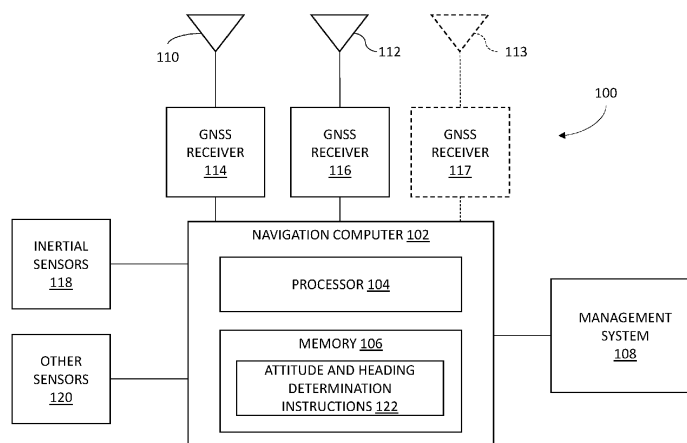 110
112
113
100
GNSS
RECEIVER
114
GNSS
RECEIVER
116
GNSS
RECEIVER
117
NAVIGATION COMPUTER 102
INERTIAL
SENSORS
118
PROCESSOR 104
MANAGEMENT
SYSTEM
108
MEMORY 106
OTHER
SENSORS
120
ATTITUDE AND HEADING
DETERMINATION
INSTRUCTIONS 122